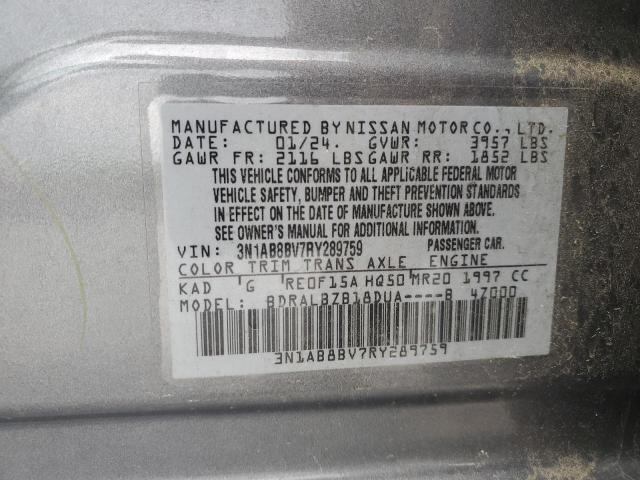 MANUFACTURED BY NISSAN MOTOR CO., LTD.
DATE: 01/24. GVWR: 3957 LBS
GAWR FR: 2116 LBS GAWR RR: 1852 LBS
THIS VEHICLE CONFORMS TO ALL APPLICABLE FEDERAL MOTOR
VEHICLE SAFETY, BUMPER AND THEFT PREVENTION STANDARDS
IN EFFECT ON THE DATE OF MANUFACTURE SHOWN ABOVE.
SEE OWNER'S MANUAL FOR ADDITIONAL INFORMATION.
VIN: 3N1AB8BV7RY289759 PASSENGER CAR.
COLOR TRIM TRANS AXLE ENGINE
KAD G RE0F15A HQ50 MR20 1997 CC
MODEL: BDRALBZB18DUA----B 47000
3N1AB8BV7RY289759